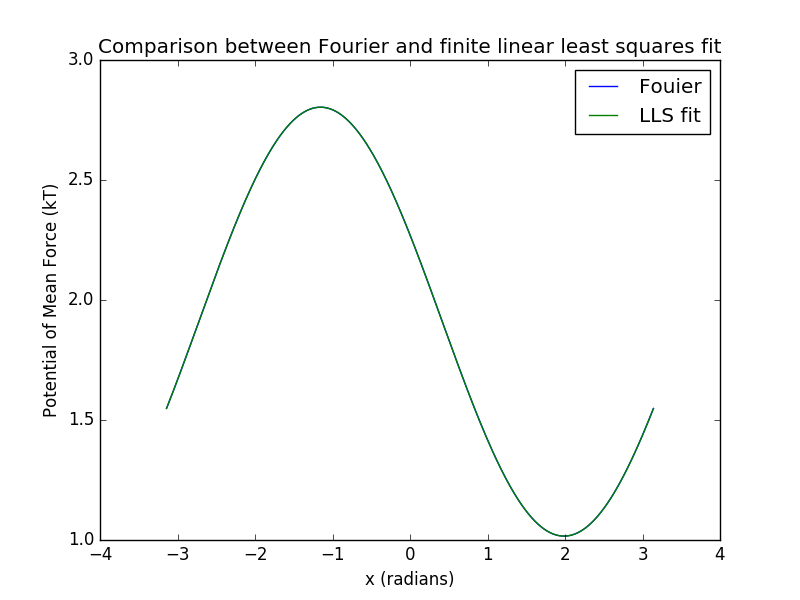 Comparison between Fourier and finite linear least squares fit
Fouier
LLS fit
Potential of Mean Force (kT)
3.0
2.5
2.0
1.5
1.0
−4 −3 −2 −1 0 1 2 3 4
x (radians)